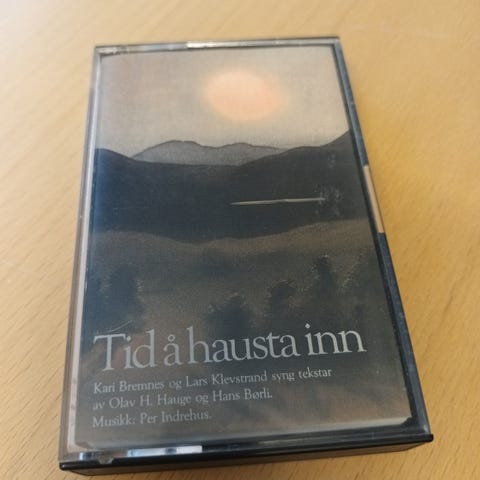 Tid å hausta inn
Kari Bremnes og Lars Klevstrand syng tekstar
av Olav H. Hauge og Hans Børli.
Musikk: Per Indrehus.